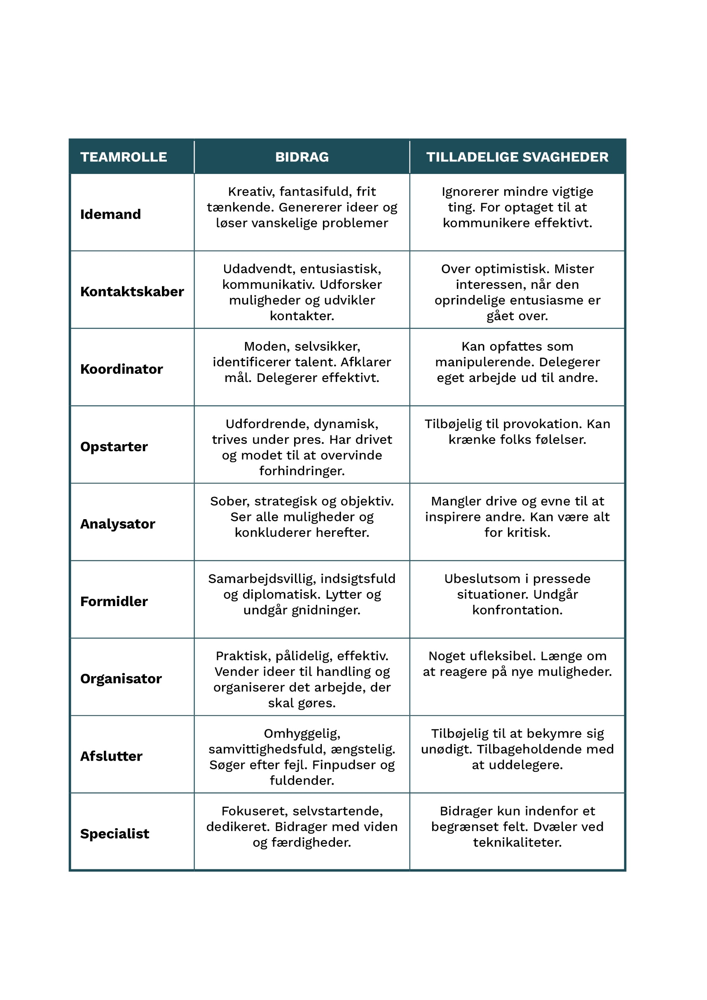 TEAMROLLE
BIDRAG
TILLADELIGE SVAGHEDER
Idemand
Kreativ, fantasifuld, frit
tænkende. Genererer ideer og
løser vanskelige problemer
Ignorerer mindre vigtige
ting. For optaget til at
kommunikere effektivt.
Kontaktskaber
Udadvendt, entusiastisk,
kommunikativ. Udforsker
muligheder og udvikler
kontakter.
Over optimistisk. Mister
interessen, når den
oprindelige entusiasme er
gået over.
Koordinator
Moden, selvsikker,
identificerer talent. Afklarer
mål. Delegerer effektivt.
Kan opfattes som
manipulerende. Delegerer
eget arbejde ud til andre.
Opstarter
Udfordrende, dynamisk,
trives under pres. Har drivet
og modet til at overvinde
forhindringer.
Tilbøjelig til provokation. Kan
krænke folks følelser.
Analysator
Sober, strategisk og objektiv.
Ser alle muligheder og
konkluderer herefter.
Mangler drive og evne til at
inspirere andre. Kan være alt
for kritisk.
Formidler
Samarbejdsvillig, indsigtsfuld
og diplomatisk. Lytter og
undgår gnidninger.
Ubeslutsom i pressede
situationer. Undgår
konfrontation.
Organisator
Praktisk, pålidelig, effektiv.
Vender ideer til handling og
organiserer det arbejde, der
skal gøres.
Noget ufleksibel. Længe om
at reagere på nye muligheder.
Afslutter
Omhyggelig,
samvittighedsfuld, ængstelig.
Søger efter fejl. Finpudser og
fuldender.
Tilbøjelig til at bekymre sig
unødigt. Tilbageholdende med
at uddelegere.
Specialist
Fokuseret, selvstartende,
dedikeret. Bidrager med viden
og færdigheder.
Bidrager kun indenfor et
begrænset felt. Dvæler ved
teknikaliteter.